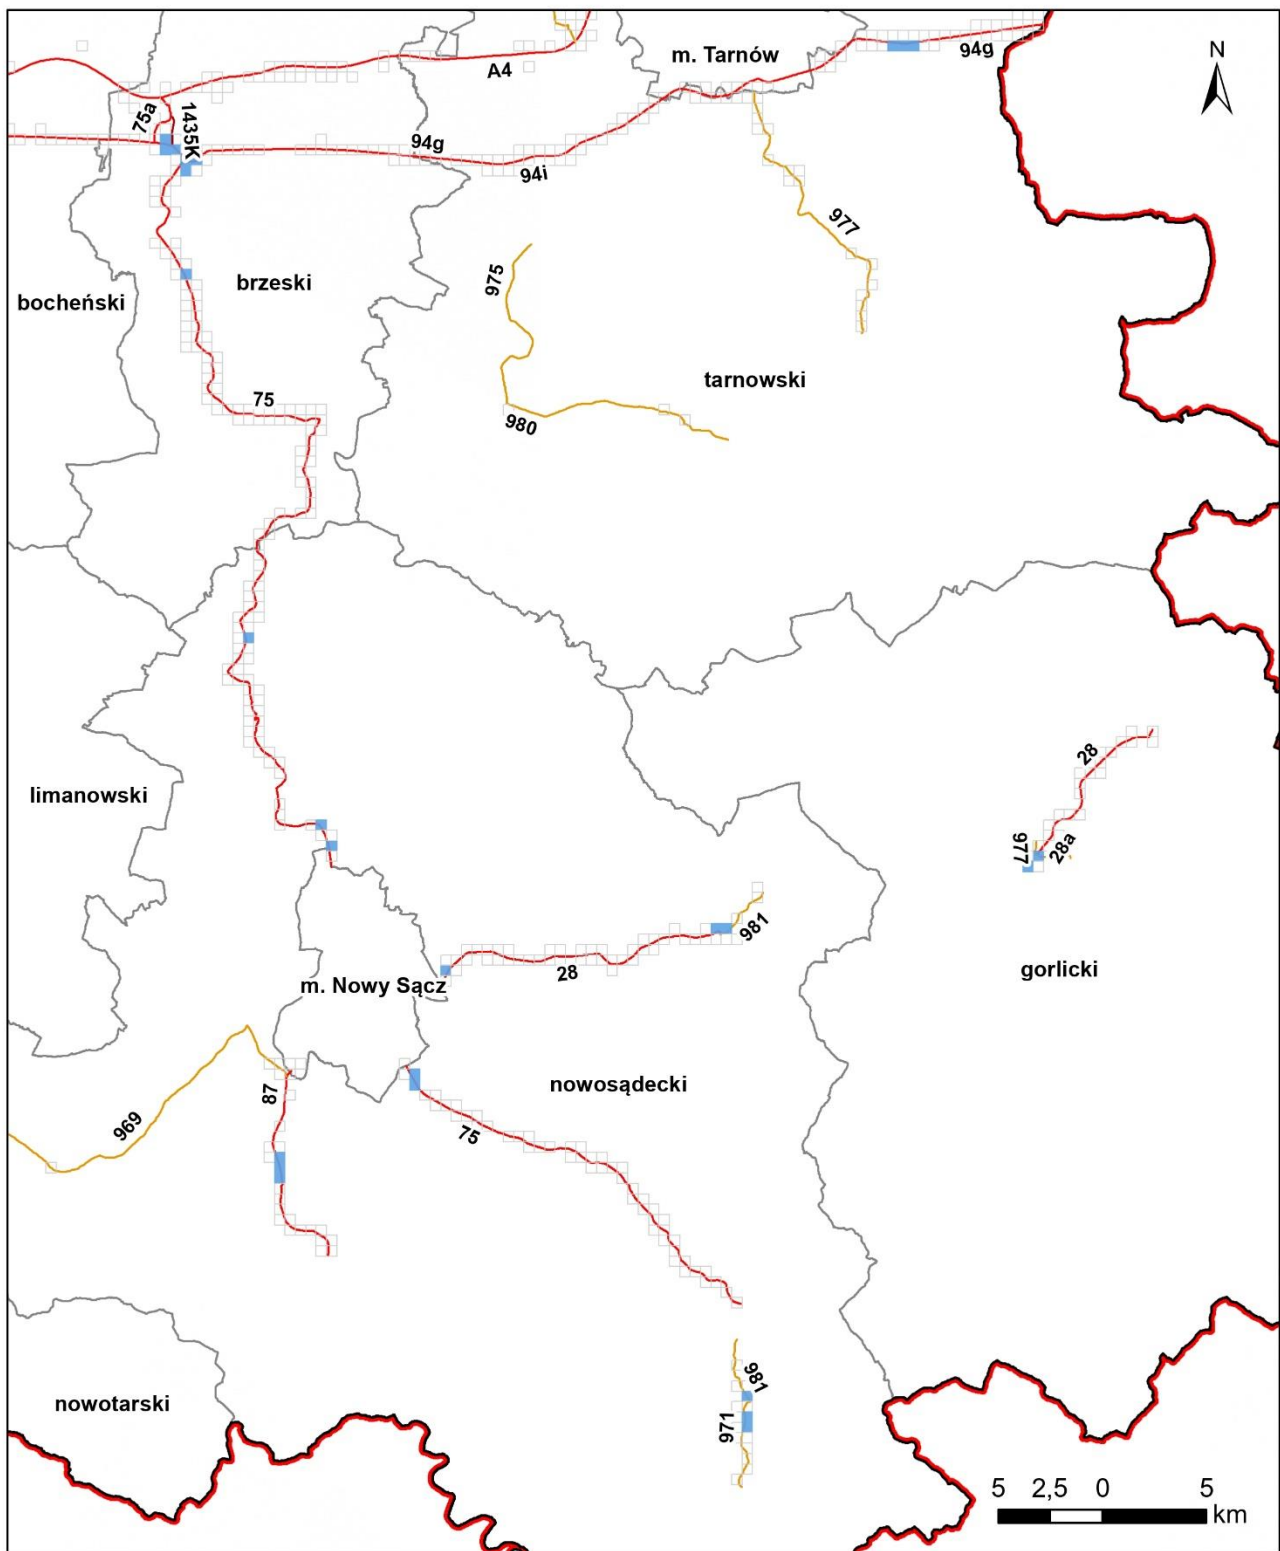 m. Tarnów
94g
N
A4
75a
1435K
94g
94i
977
975
brzeski
bocheński
tarnowski
75
980
28
limanowski
977
28a
981
28
gorlicki
m. Nowy Sącz
nowosądecki
87
969
75
981
nowotarski
971
5 2,5 0 5
km